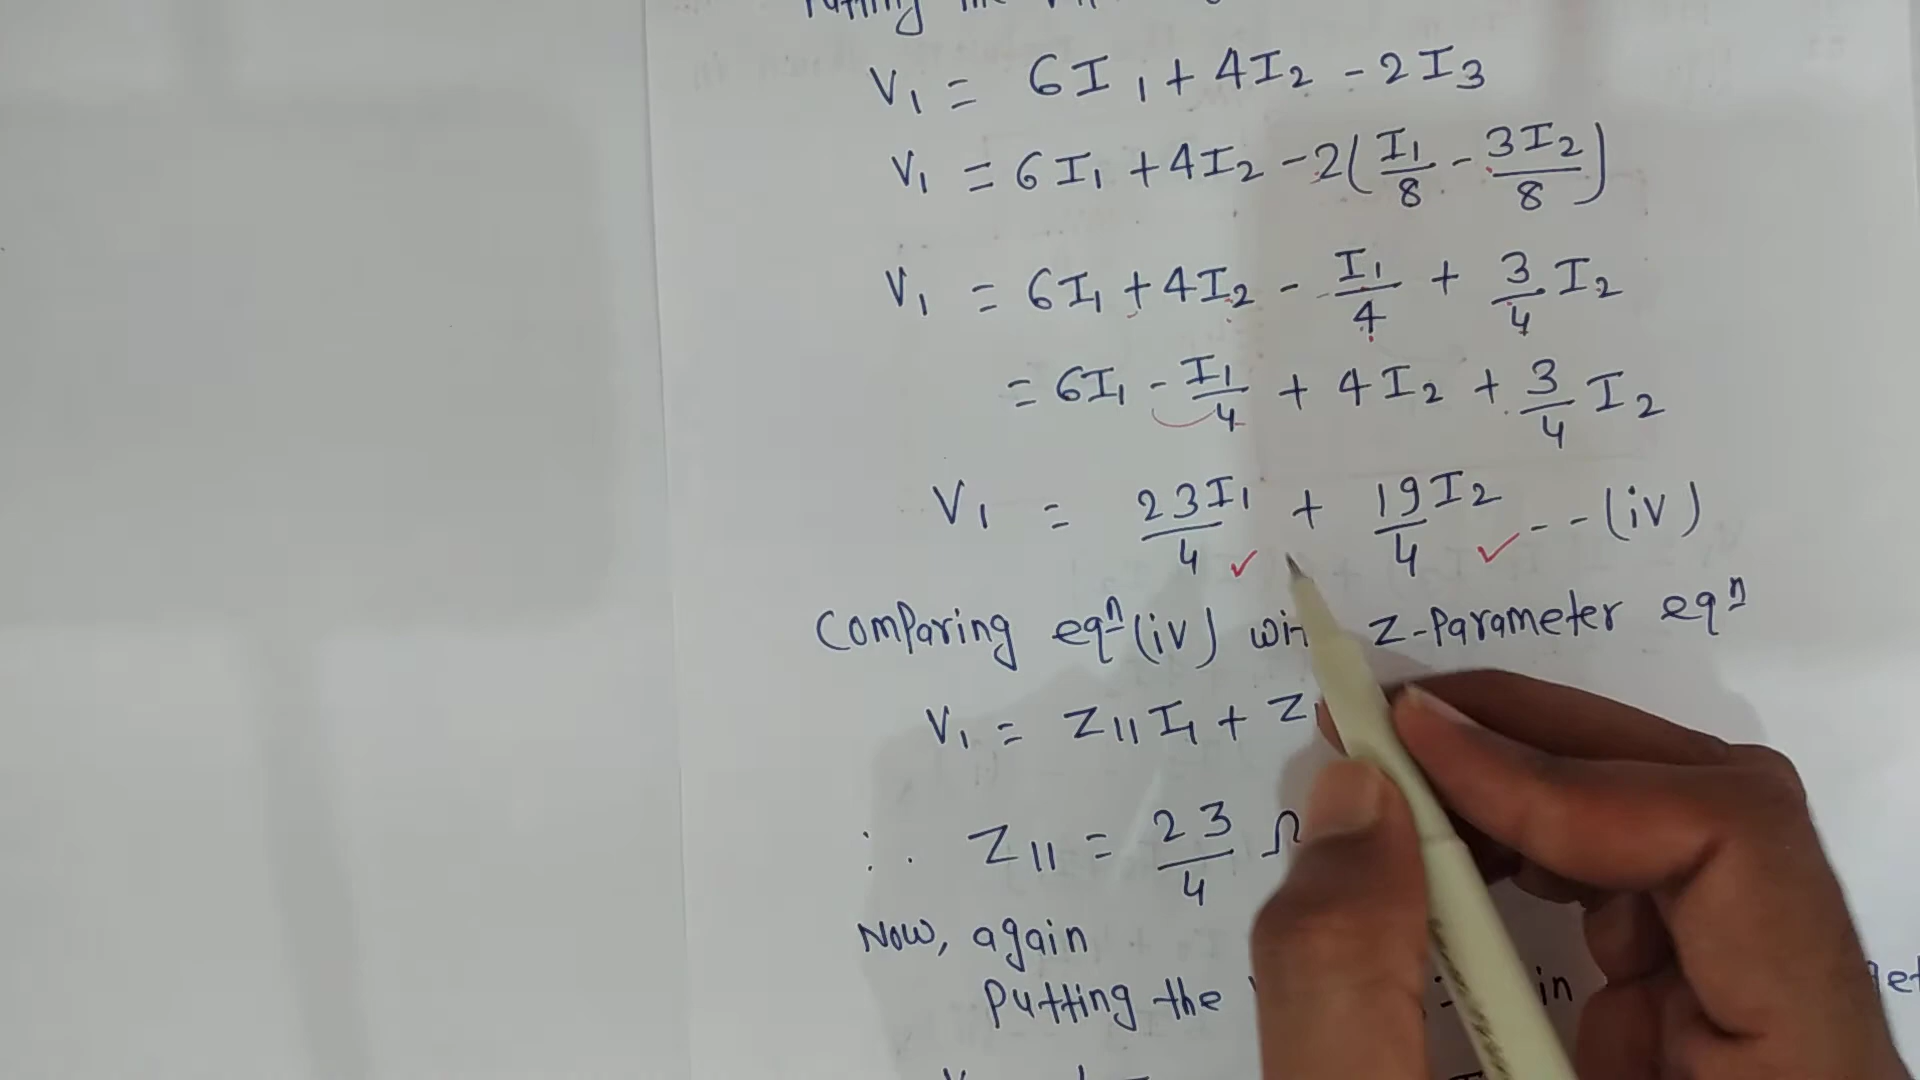 Putting the
V₁ = 6I₁ + 4I₂ - 2I₃
V₁ = 6I₁ + 4I₂ - 2(I₁/8 - 3I₂/8)
V₁ = 6I₁ + 4I₂ - I₁/4 + 3/4 I₂
= 6I₁ - I₁/4 + 4I₂ + 3/4 I₂
V₁ = 23I₁/4 + 19I₂/4 --- (iv)
Comparing eqⁿ (iv) Z-Parameter eqⁿ
V₁ = Z₁₁I₁ + Z
∴ Z₁₁ = 23/4 Ω
Now, again
Putting the in